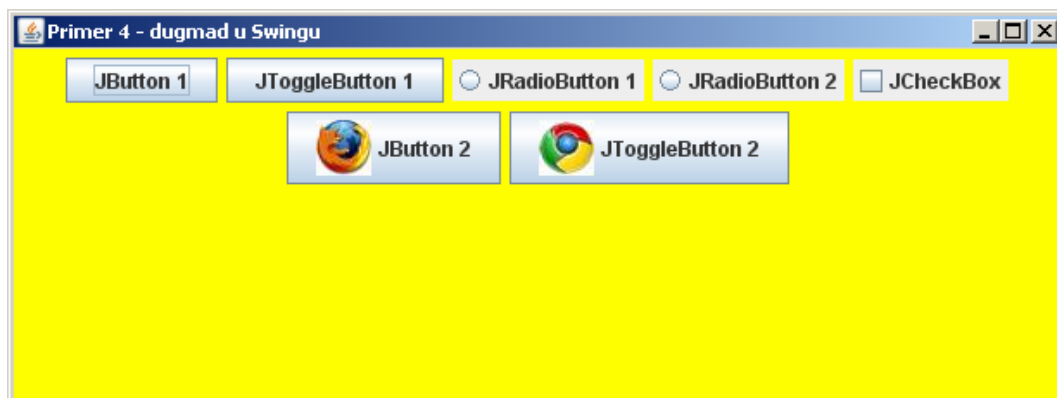 Primer 4 - dugmad u Swingu
JButton 1 JToggleButton 1 JRadioButton 1 JRadioButton 2 JCheckBox
JButton 2 JToggleButton 2